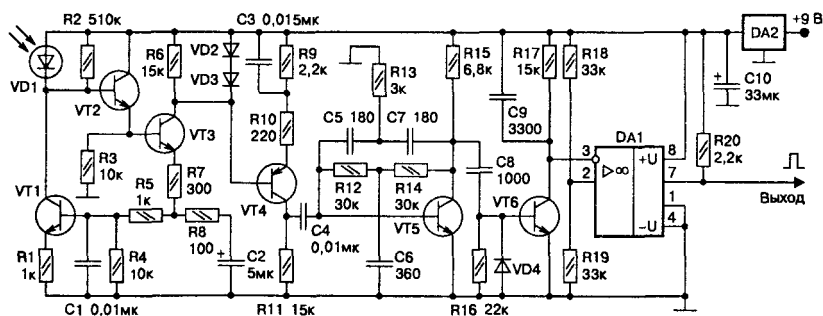 R2 510к
C3 0,015мк
+9 В
R6
15к
VD2
VD3
R9
2,2к
R13
3к
R15
6,8к
R17
15к
R18
33к
DA2
VD1
VT2
C5 180
C7 180
C9
3300
C10
33мк
+
R10
220
DA1
R3
10к
VT3
R7
300
VT4
R12
30к
R14
30к
C8
1000
VT6
3
2
▷∞
+U
-U
8
7
1
4
R20
2,2к
Выход
VT1
R5
1к
R8
100
C2
5мк
+
C4
0,01мк
VT5
C6
360
VD4
R19
33к
R1
1к
R4
10к
C1 0,01мк
R11 15к
R16 22к